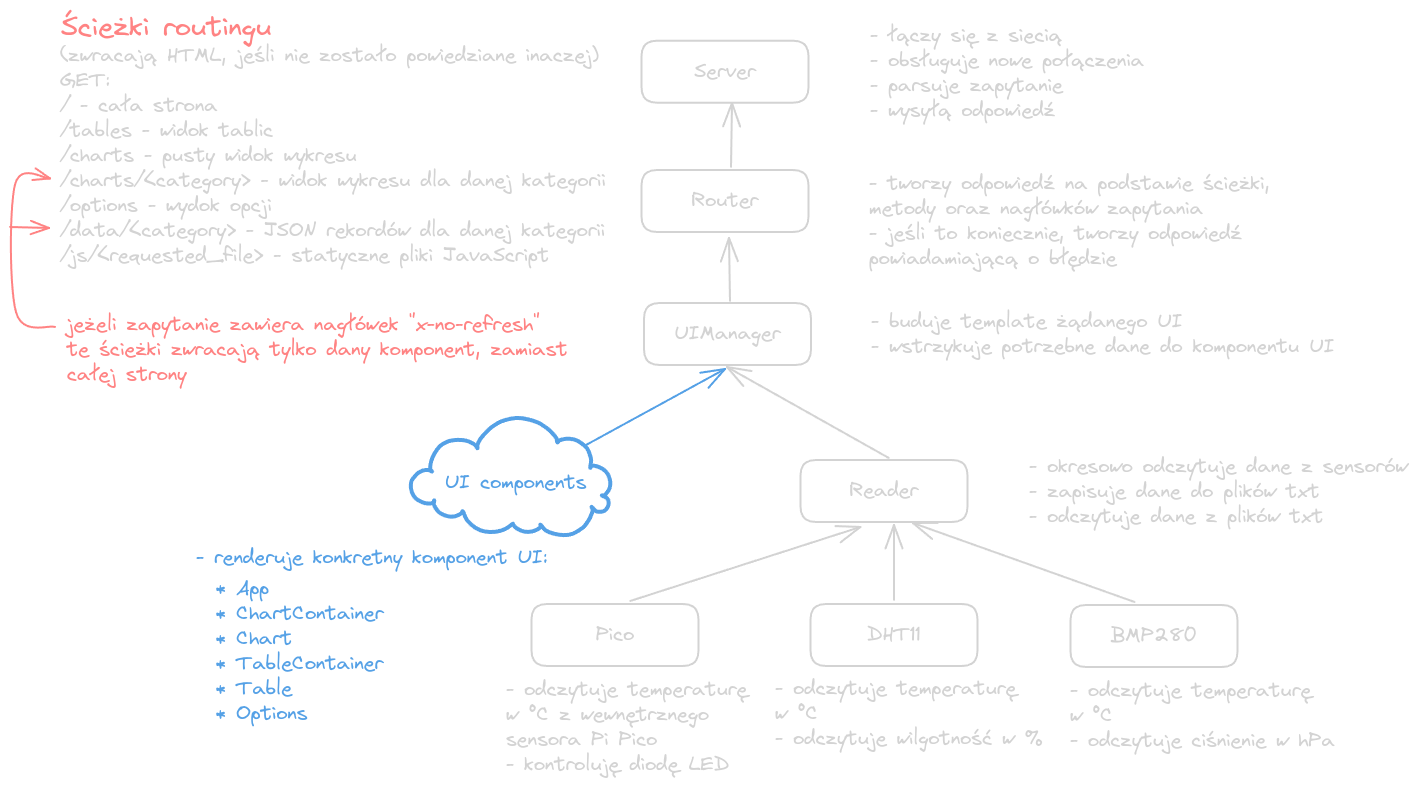 Ścieżki routingu
(zwracają HTML, jeśli nie zostało powiedziane inaczej)
GET:
/ - cała strona
/tables - widok tablic
/charts - pusty widok wykresu
/charts/<category> - widok wykresu dla danej kategorii
/options - wydok opcji
/data/<category> - JSON rekordów dla danej kategorii
/js/<requested_file> - statyczne pliki JavaScript
jeżeli zapytanie zawiera nagłówek "x-no-refresh"
te ścieżki zwracają tylko dany komponent, zamiast
całej strony
Server
- łączy się z siecią
- obsługuje nowe połączenia
- parsuje zapytanie
- wysyłą odpowiedź
Router
- tworzy odpowiedź na podstawie ścieżki,
metody oraz nagłówków zapytania
- jeśli to koniecznie, tworzy odpowiedź
powiadamiającą o błędzie
UIManager
- buduje template żądanego UI
- wstrzykuje potrzebne dane do komponentu UI
UI components
- renderuje konkretny komponent UI:
* App
* ChartContainer
* Chart
* TableContainer
* Table
* Options
Reader
- okresowo odczytuje dane z sensorów
- zapisuje dane do plików txt
- odczytuje dane z plików txt
Pico
- odczytuje temperaturę
w °C z wewnętrznego
sensora Pi Pico
- kontroluję diodę LED
DHT11
- odczytuje temperaturę
w °C
- odczytuje wilgotność w %
BMP280
- odczytuje temperaturę
w °C
- odczytuje ciśnienie w hPa